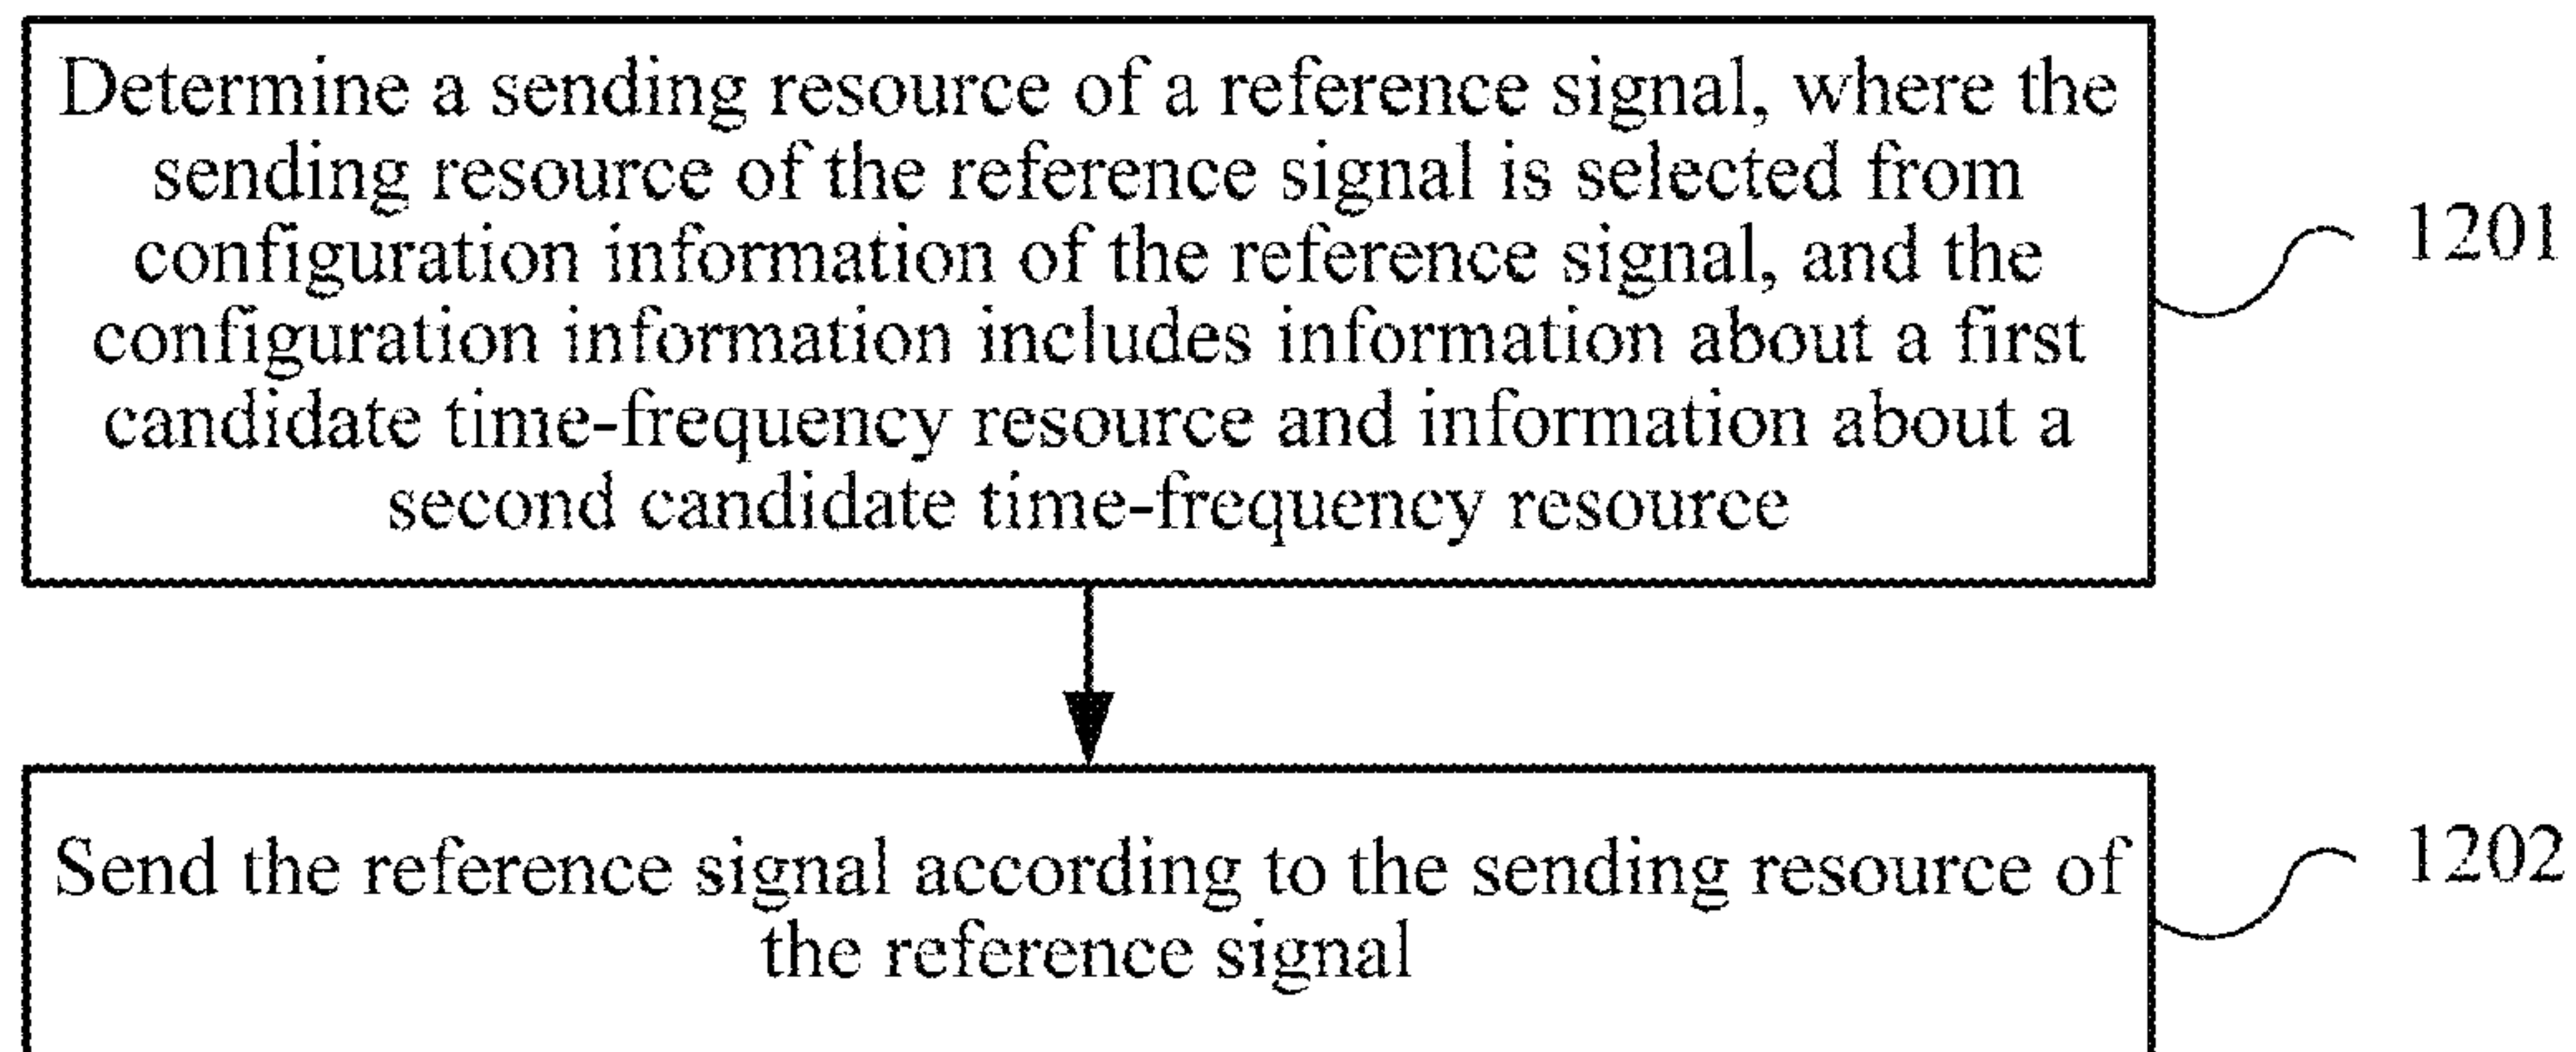 Determine a sending resource of a reference signal, where the
sending resource of the reference signal is selected from
configuration information of the reference signal, and the
configuration information includes information about a first
candidate time-frequency resource and information about a
second candidate time-frequency resource
1201
Send the reference signal according to the sending resource of
the reference signal
1202